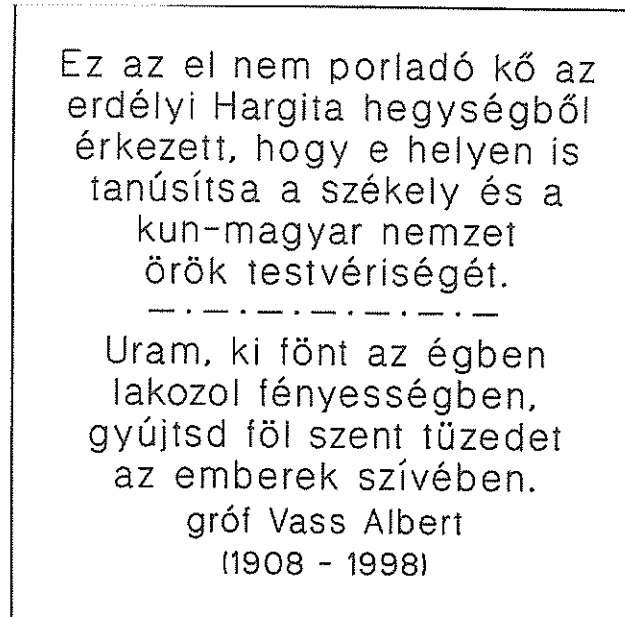 Ez az el nem porladó kő az
erdélyi Hargita hegységből
érkezett, hogy e helyen is
tanúsítsa a székely és a
kun-magyar nemzet
örök testvériségét.
— · — · — · — · — · —
Uram, ki fönt az égben
lakozol fényességben,
gyújtsd föl szent tüzedet
az emberek szívében.
gróf Vass Albert
(1908 - 1998)